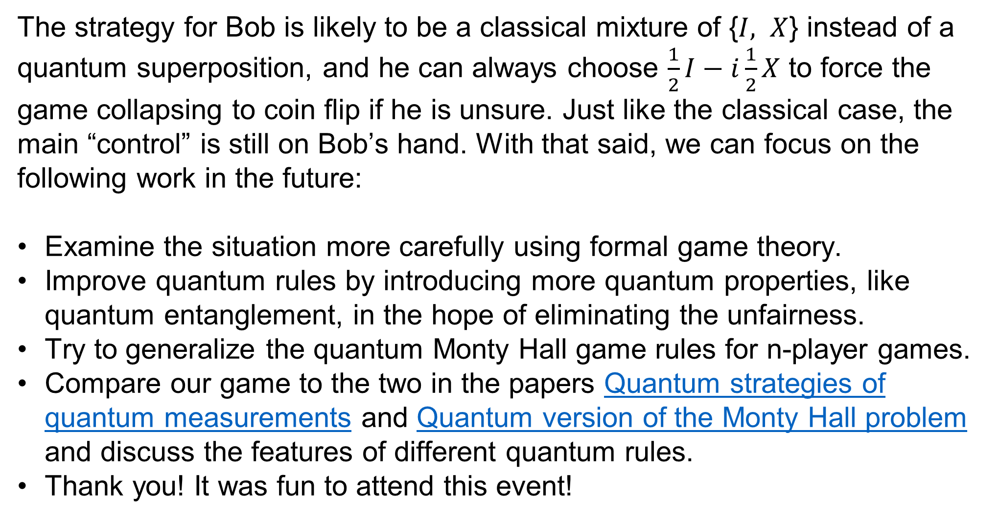 The strategy for Bob is likely to be a classical mixture of {I, X} instead of a
quantum superposition, and he can always choose 1/2 I − i 1/2 X to force the
game collapsing to coin flip if he is unsure. Just like the classical case, the
main “control” is still on Bob’s hand. With that said, we can focus on the
following work in the future:
• Examine the situation more carefully using formal game theory.
• Improve quantum rules by introducing more quantum properties, like
quantum entanglement, in the hope of eliminating the unfairness.
• Try to generalize the quantum Monty Hall game rules for n-player games.
• Compare our game to the two in the papers Quantum strategies of
quantum measurements and Quantum version of the Monty Hall problem
and discuss the features of different quantum rules.
• Thank you! It was fun to attend this event!